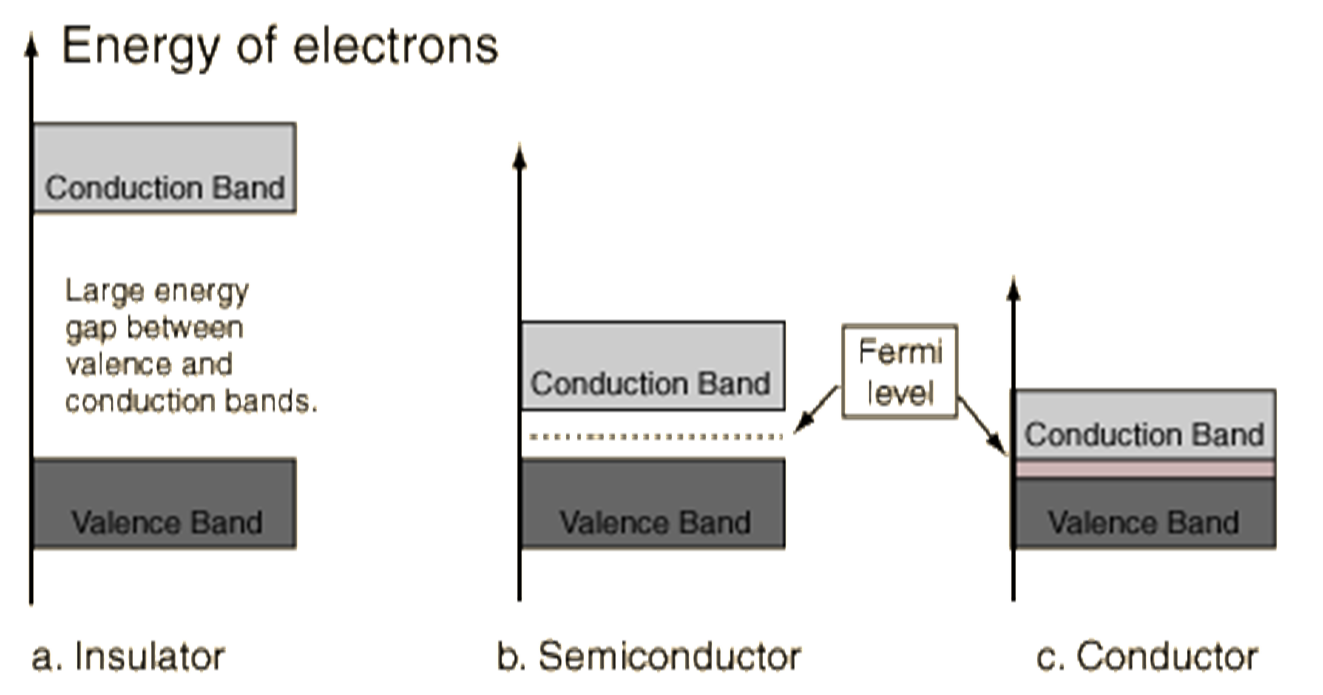 Energy of electrons
Conduction Band
Large energy
gap between
valence and
conduction bands.
Valence Band
a. Insulator
Conduction Band
Valence Band
b. Semiconductor
Fermi
level
Conduction Band
Valence Band
c. Conductor